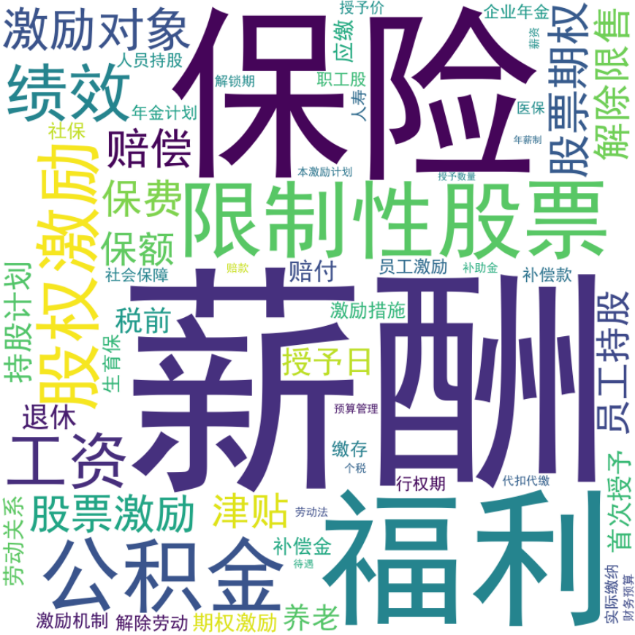 激励对象
保险
授予价
企业年金
薪资
绩效
人员持股
解锁期
应缴
职工股
股票期权
解除限售
年金计划
人寿
医保
社保
赔偿
年薪制
本激励计划
授予数量
股权激励
保费
限制性股票
保额
社会保障
赔款
赔付
员工激励
补助金
补偿款
持股计划
税前
薪酬
激励措施
员工持股
生育保
授予日
退休
预算管理
工资
缴存
个税
行权期
代扣代缴
首次授予
股票激励
津贴
劳动法
福利
劳动关系
公积金
补偿金
待遇
实际缴纳
财务预算
激励机制
解除劳动
期权激励
养老